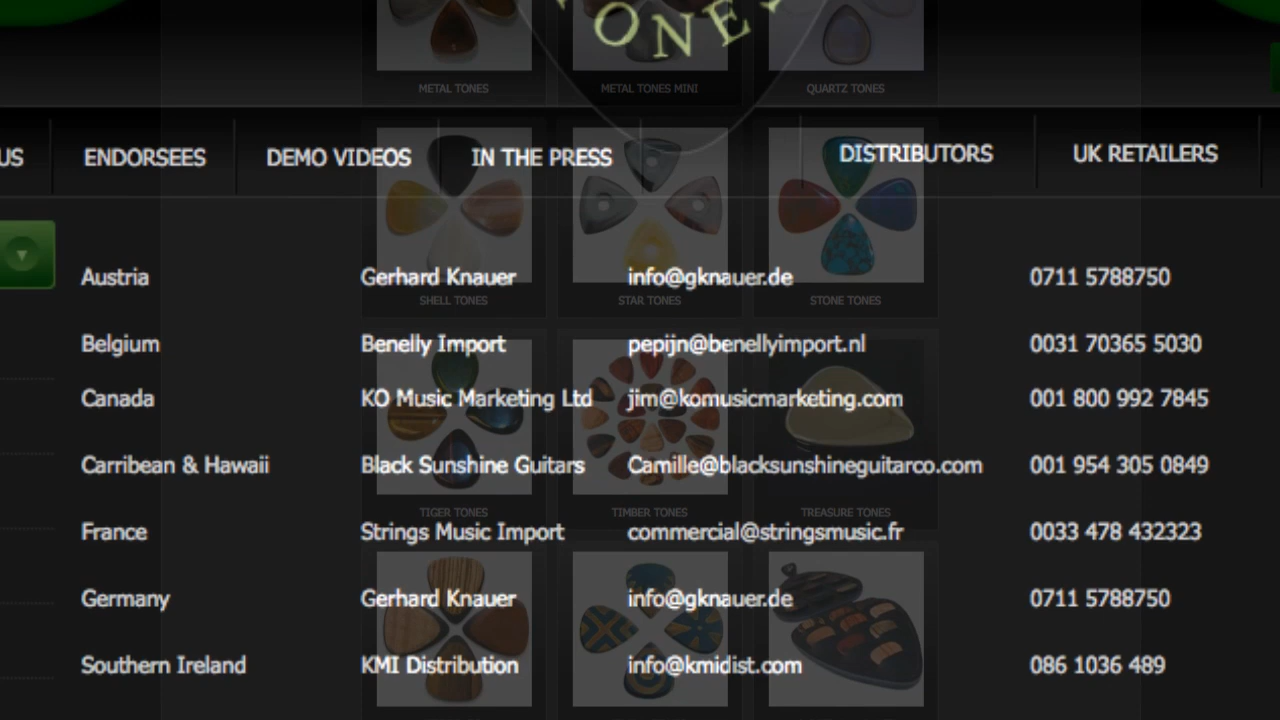 ONES
METAL TONES METAL TONES MINI QUARTZ TONES
US ENDORSEES DEMO VIDEOS IN THE PRESS DISTRIBUTORS UK RETAILERS
Austria Gerhard Knauer info@gknauer.de 0711 5788750
SHELL TONES STAR TONES STONE TONES
Belgium Benelly Import pepijn@benellyimport.nl 0031 70365 5030
Canada KO Music Marketing Ltd jim@komusicmarketing.com 001 800 992 7845
Carribean & Hawaii Black Sunshine Guitars Camille@blacksunshineguitarco.com 001 954 305 0849
TIGER TONES TIMBER TONES TREASURE TONES
France Strings Music Import commercial@stringsmusic.fr 0033 478 432323
Germany Gerhard Knauer info@gknauer.de 0711 5788750
Southern Ireland KMI Distribution info@kmidist.com 086 1036 489